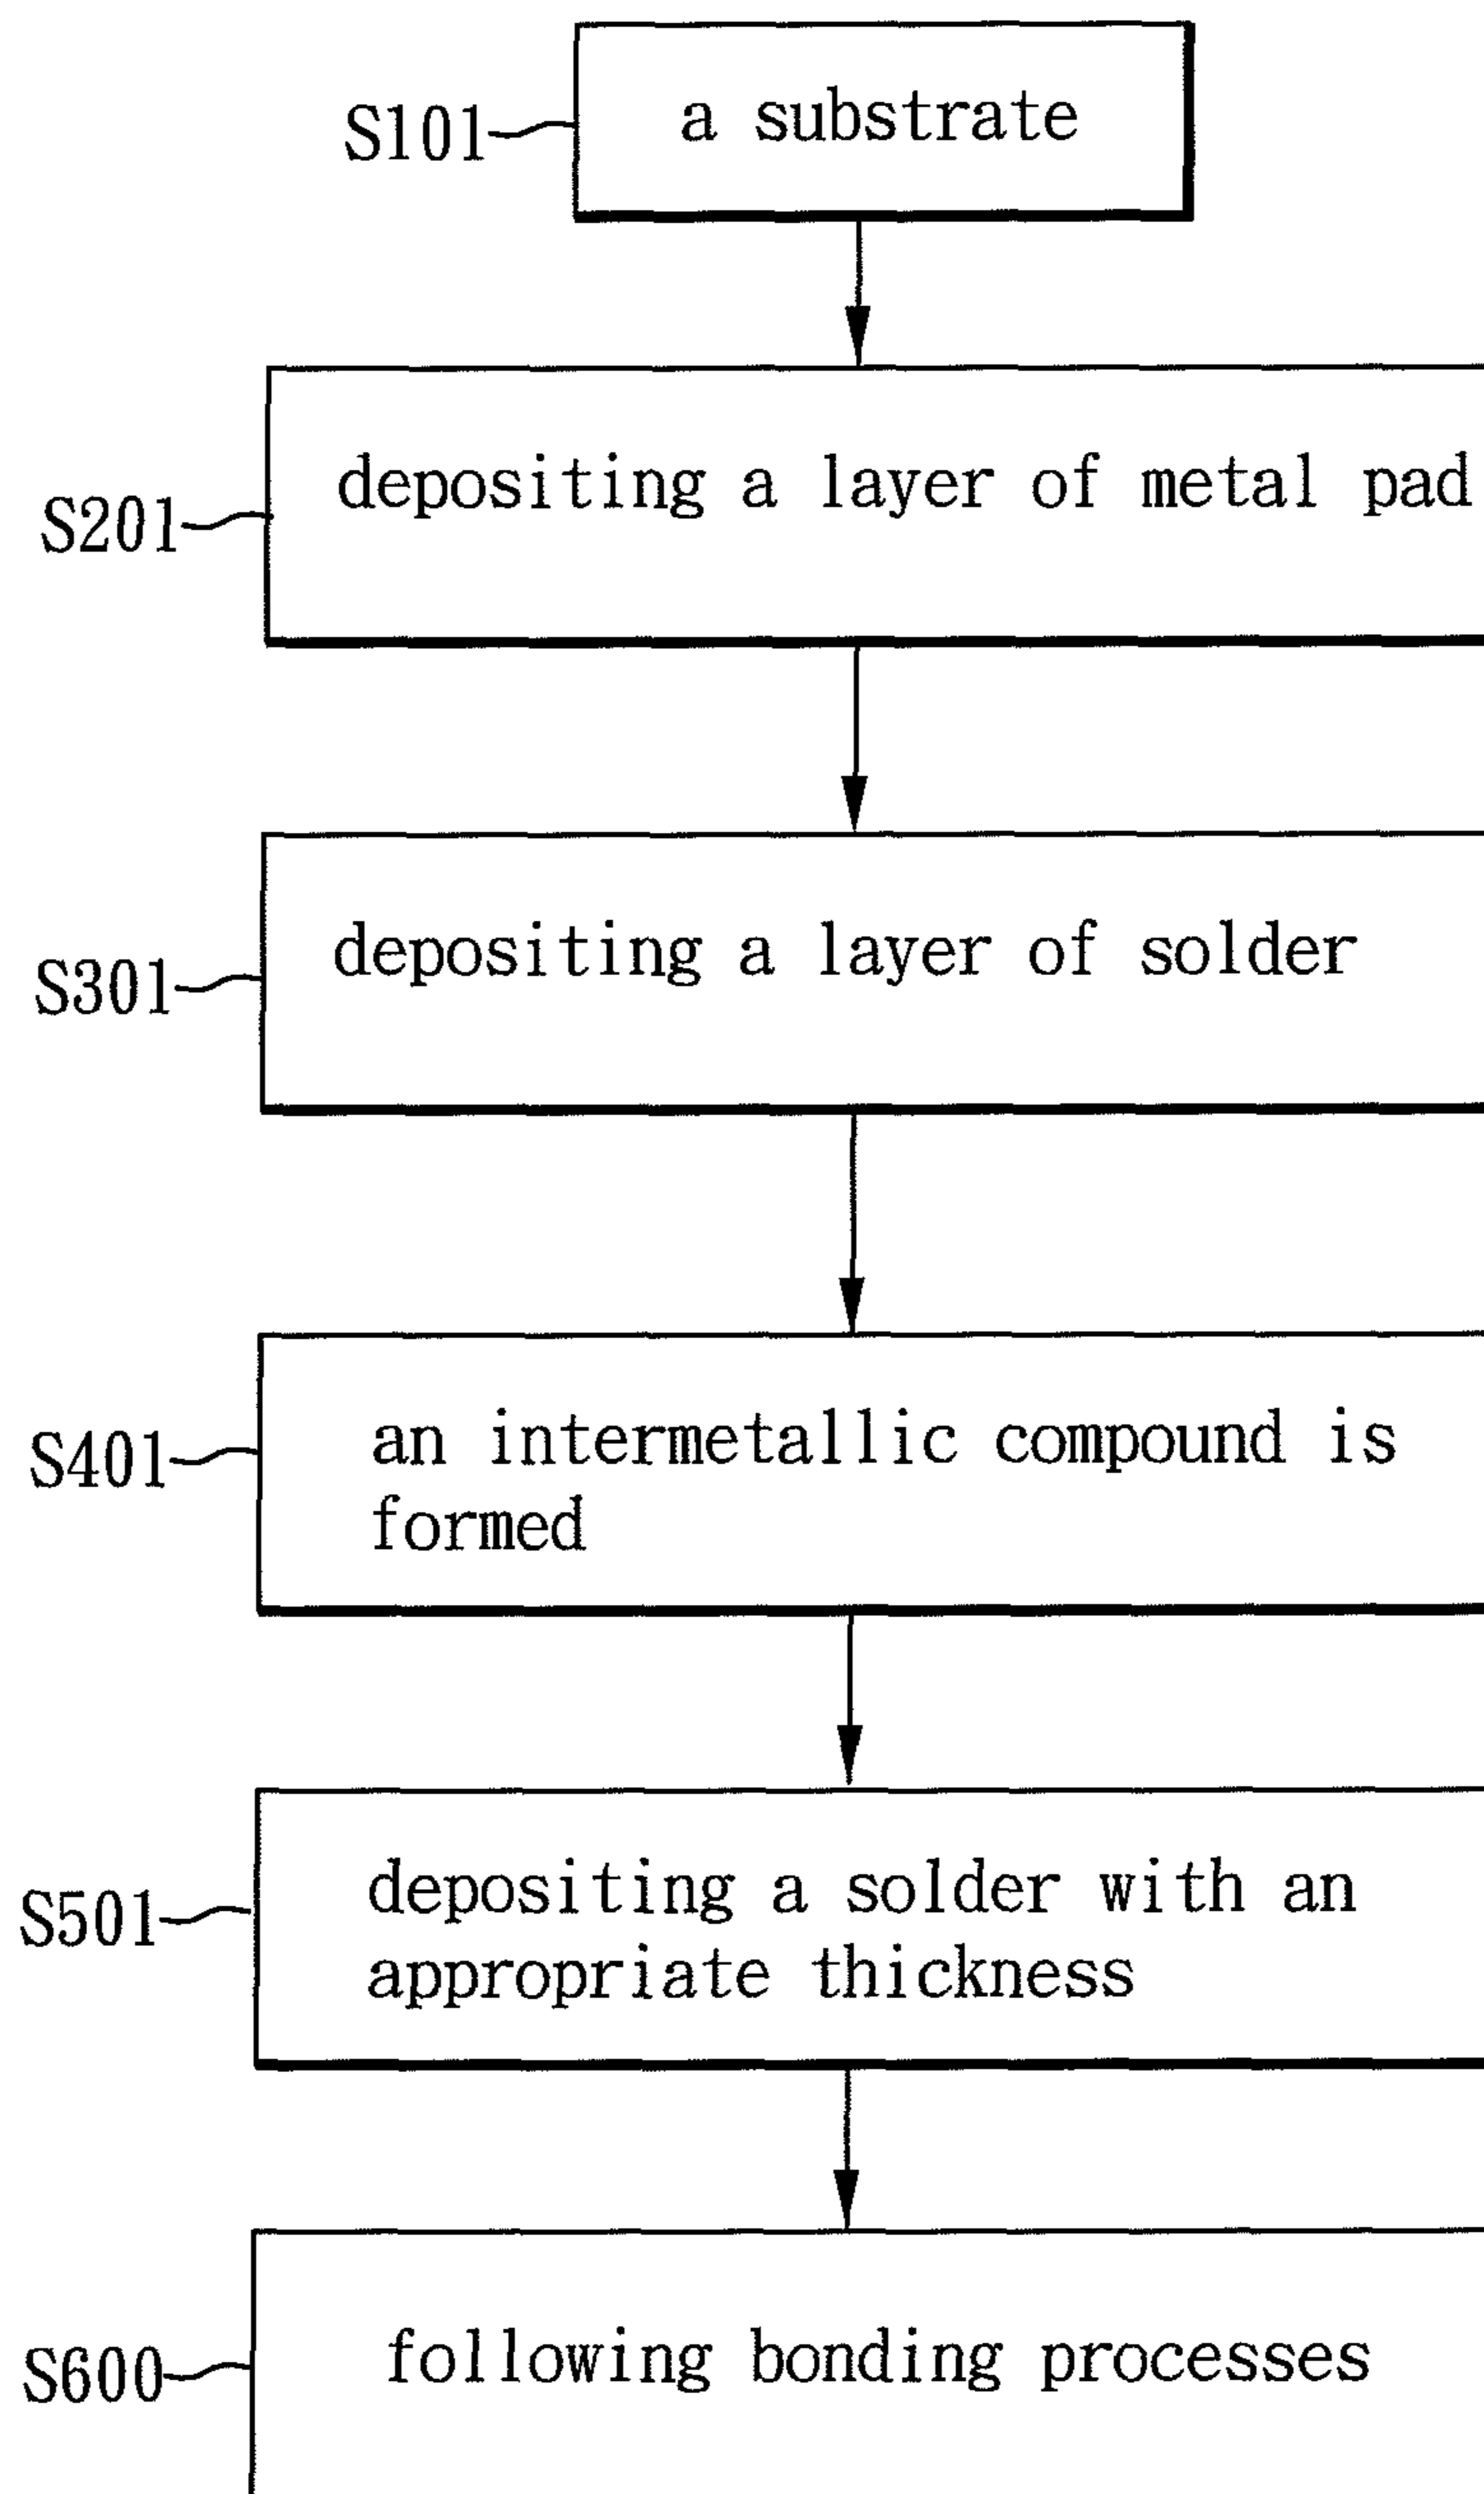 S101 a substrate
S201 depositing a layer of metal pad
S301 depositing a layer of solder
S401 an intermetallic compound is
formed
S501 depositing a solder with an
appropriate thickness
S600 following bonding processes